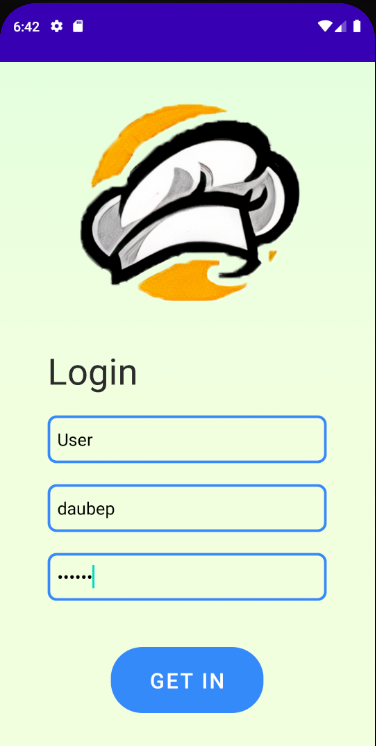 6:42
Login
User
daubep
••••••
GET IN